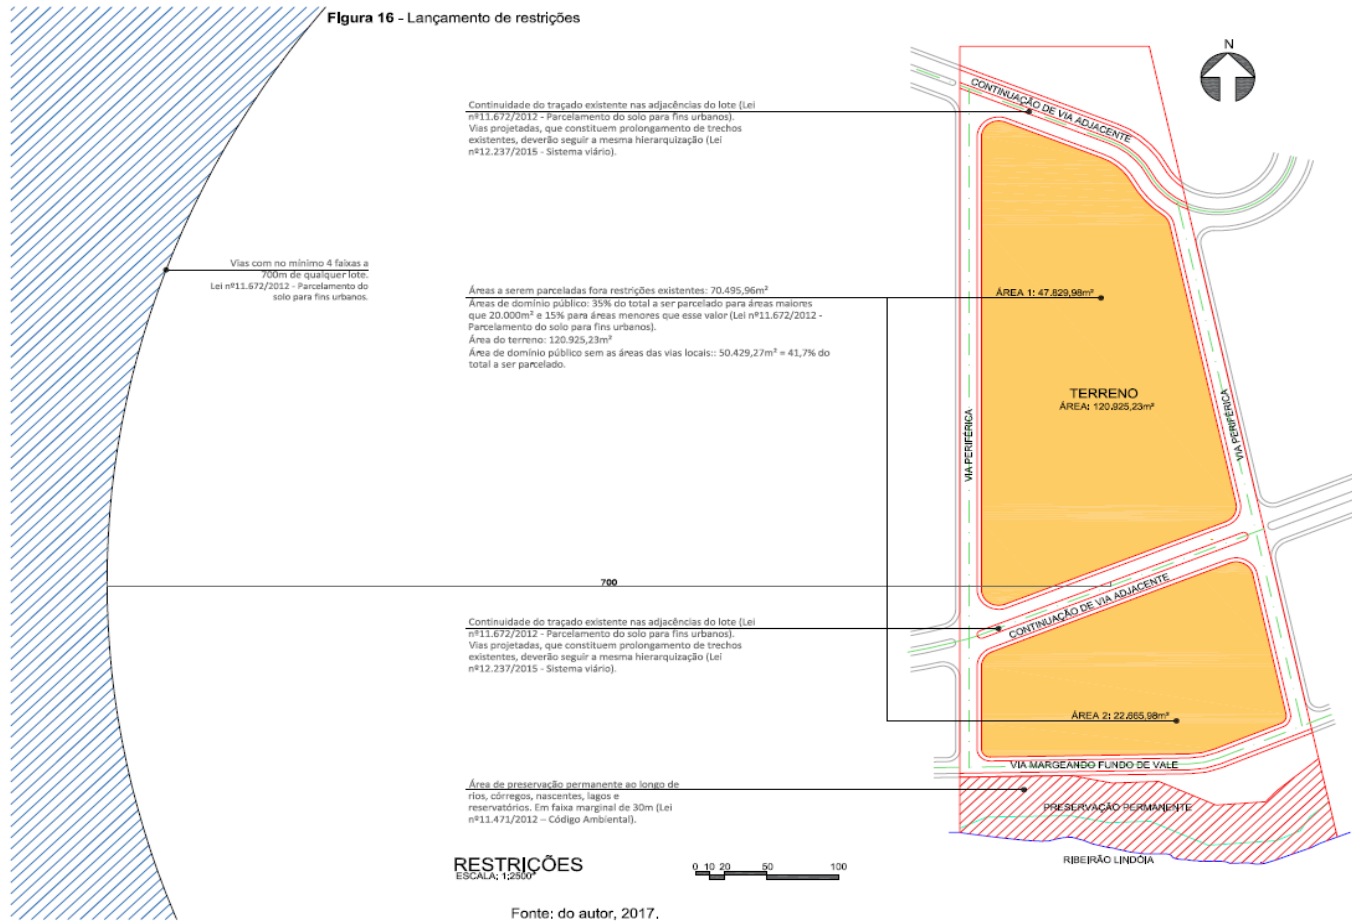 Figura 16 - Lançamento de restrições
N
Continuidade do traçado existente nas adjacências do lote (Lei
nº11.672/2012 - Parcelamento do solo para fins urbanos).
Vias projetadas, que constituem prolongamento de trechos
existentes, deverão seguir a mesma hierarquização (Lei
nº12.237/2015 - Sistema viário).
CONTINUAÇÃO DE VIA ADJACENTE
Vias com no mínimo 4 faixas a
700m de qualquer lote.
Lei nº11.672/2012 - Parcelamento do
solo para fins urbanos.
Áreas a serem parceladas fora restrições existentes: 70.495,96m²
Áreas de domínio público: 35% do total a ser parcelado para áreas maiores
que 20.000m² e 15% para áreas menores que esse valor (Lei nº11.672/2012 -
Parcelamento do solo para fins urbanos).
Área do terreno: 120.925,23m²
Área de domínio público sem as áreas das vias locais:: 50.429,27m² = 41,7% do
total a ser parcelado.
ÁREA 1: 47.829,98m²
TERRENO
ÁREA: 120.925,23m²
VIA PERIFÉRICA
VIA PERIFÉRICA
700
CONTINUAÇÃO DE VIA ADJACENTE
Continuidade do traçado existente nas adjacências do lote (Lei
nº11.672/2012 - Parcelamento do solo para fins urbanos).
Vias projetadas, que constituem prolongamento de trechos
existentes, deverão seguir a mesma hierarquização (Lei
nº12.237/2015 - Sistema viário).
ÁREA 2: 22.665,98m²
VIA MARGEANDO FUNDO DE VALE
Área de preservação permanente ao longo de
rios, córregos, nascentes, lagos e
reservatórios. Em faixa marginal de 30m (Lei
nº11.471/2012 – Código Ambiental).
PRESERVAÇÃO PERMANENTE
RIBEIRÃO LINDÓIA
RESTRIÇÕES
ESCALA: 1:2500
0 10 20 50 100
Fonte: do autor, 2017.